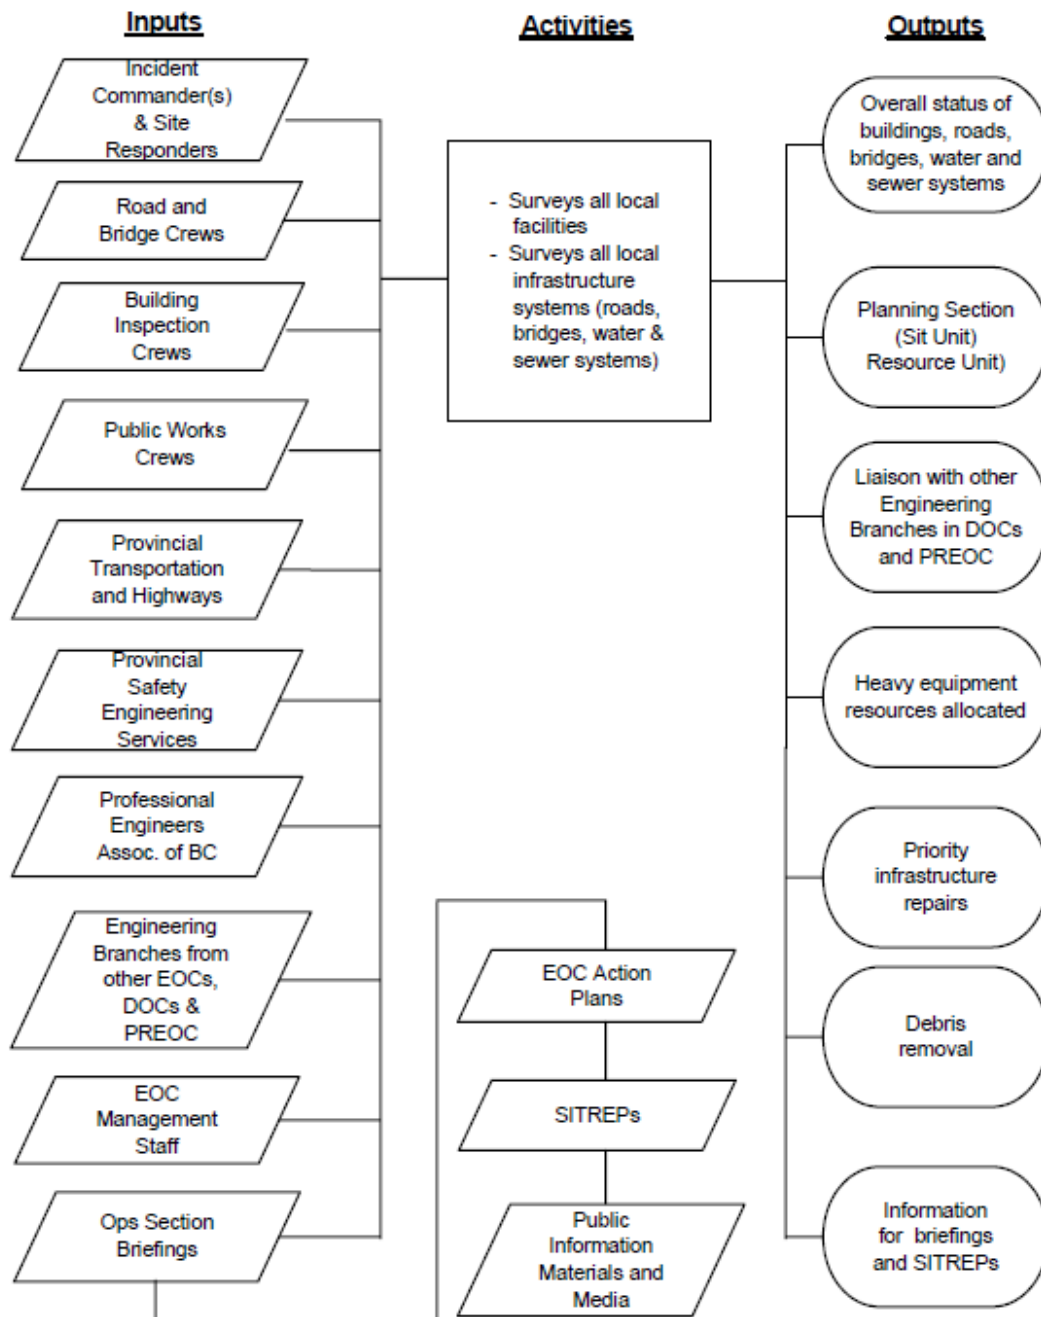 Inputs
Incident
Commander(s)
& Site
Responders
Road and
Bridge Crews
Building
Inspection
Crews
Public Works
Crews
Provincial
Transportation
and Highways
Provincial
Safety
Engineering
Services
Professional
Engineers
Assoc. of BC
Engineering
Branches from
other EOCs,
DOCs &
PREOC
EOC
Management
Staff
Ops Section
Briefings
Activities
- Surveys all local
facilities
- Surveys all local
infrastructure
systems (roads,
bridges, water &
sewer systems)
EOC Action
Plans
SITREPs
Public
Information
Materials and
Media
Outputs
Overall status of
buildings, roads,
bridges, water and
sewer systems
Planning Section
(Sit Unit)
Resource Unit)
Liaison with other
Engineering
Branches in DOCs
and PREOC
Heavy equipment
resources allocated
Priority
infrastructure
repairs
Debris
removal
Information
for briefings
and SITREPs